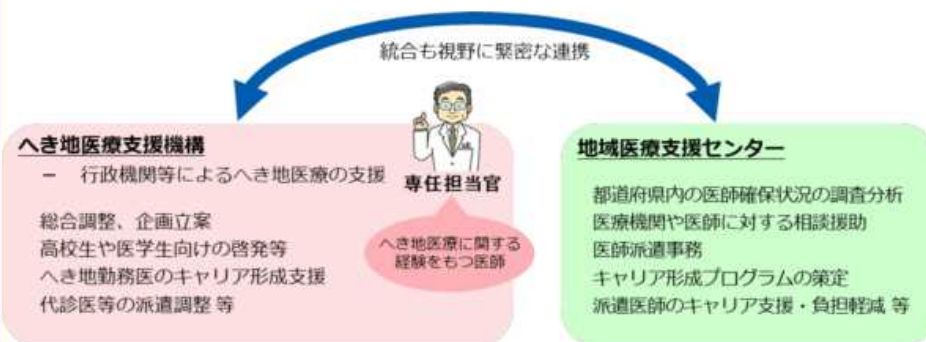 統合も視野に緊密な連携
へき地医療支援機構
－ 行政機関等によるへき地医療の支援
専任担当官
総合調整、企画立案
高校生や医学生向けの啓発等
へき地勤務医のキャリア形成支援
代診医等の派遣調整 等
へき地医療に関する
経験をもつ医師
地域医療支援センター
都道府県内の医師確保状況の調査分析
医療機関や医師に対する相談援助
医師派遣事務
キャリア形成プログラムの策定
派遣医師のキャリア支援・負担軽減 等